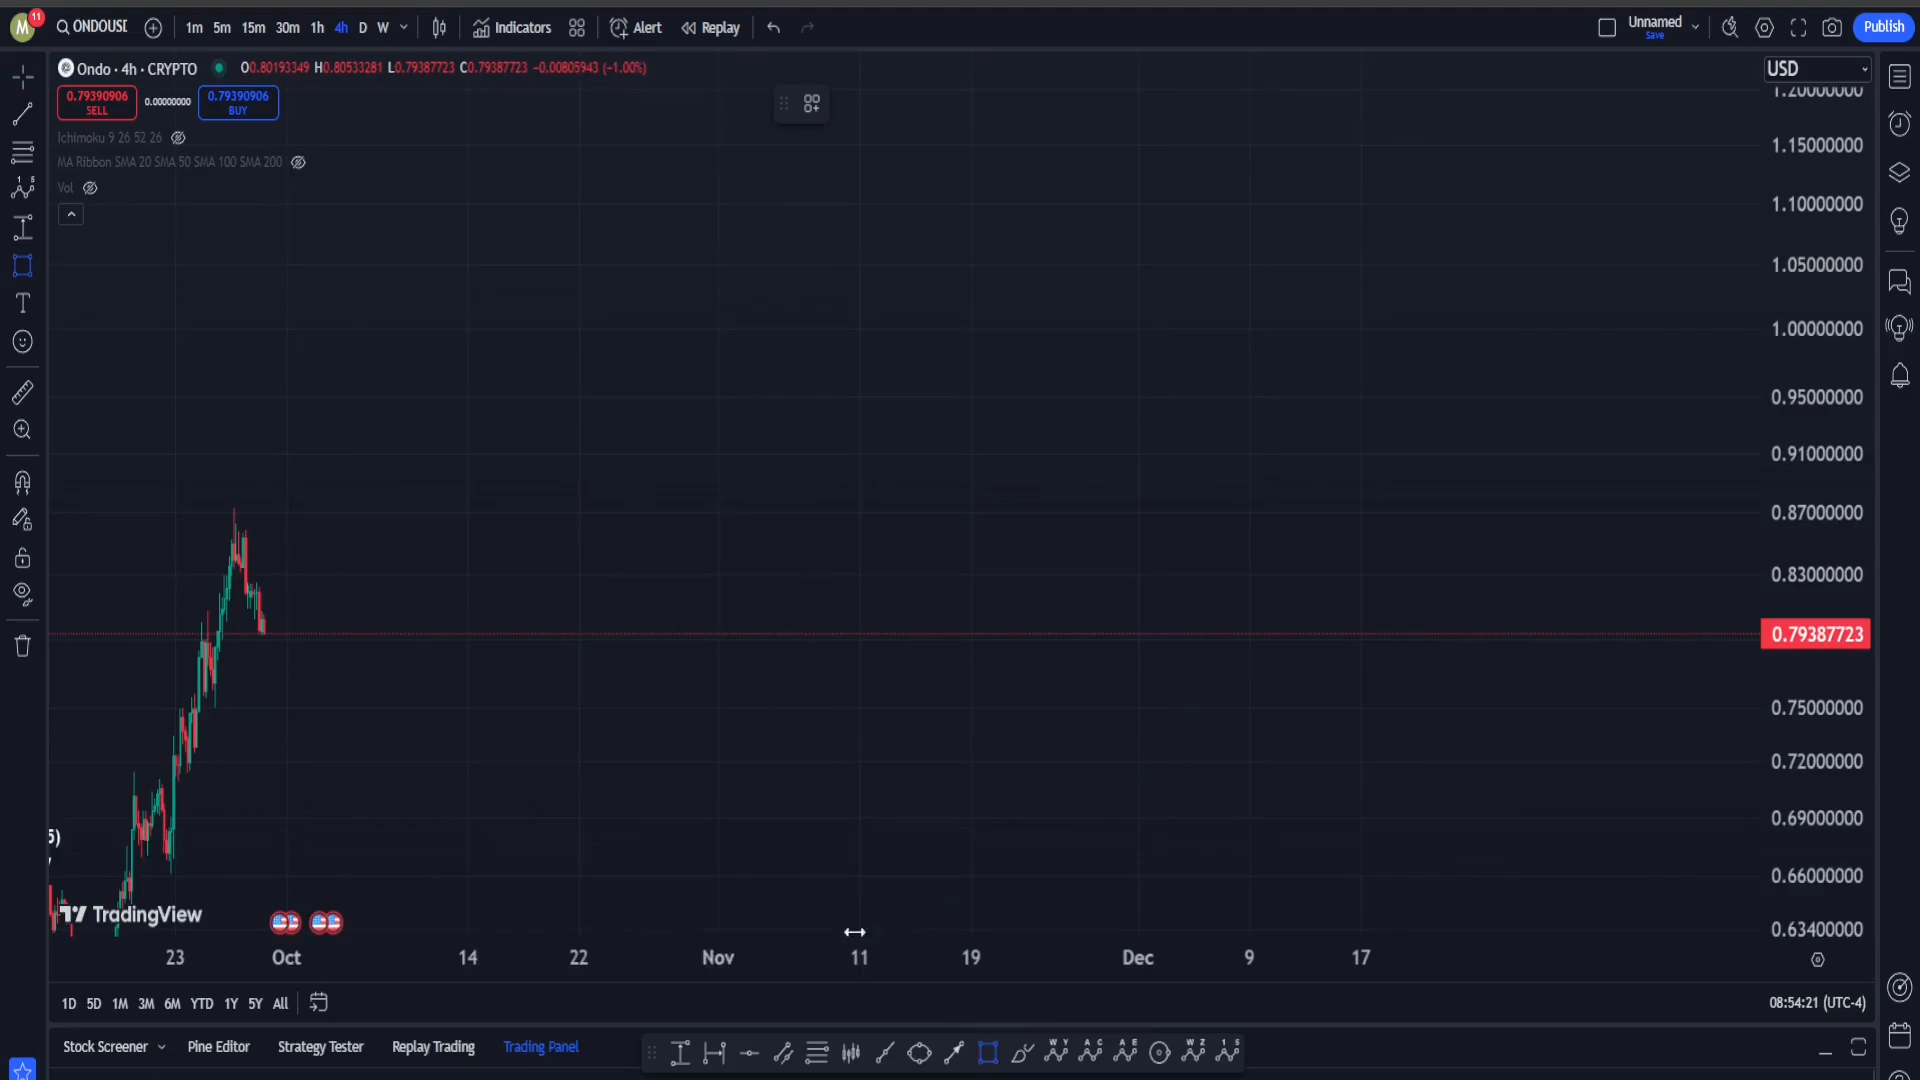 M 11 ONDOUSD 1m 5m 15m 30m 1h 4h D W Indicators Alert Replay Unnamed Save Publish
Ondo · 4h · CRYPTO O0.80193349 H0.80533281 L0.79387723 C0.79387723 −0.00805943 (−1.00%)
USD
0.79390906 SELL 0.00000000 0.79390906 BUY
Ichimoku 9 26 52 26
MA Ribbon SMA 20 SMA 50 SMA 100 SMA 200
Vol
1.20000000
1.15000000
1.10000000
1.05000000
1.00000000
0.95000000
0.91000000
0.87000000
0.83000000
0.79387723
0.75000000
0.72000000
0.69000000
0.66000000
0.63400000
5)
TradingView
23 Oct 14 22 Nov 11 19 Dec 9 17
1D 5D 1M 3M 6M YTD 1Y 5Y All
08:54:21 (UTC-4)
Stock Screener Pine Editor Strategy Tester Replay Trading Trading Panel